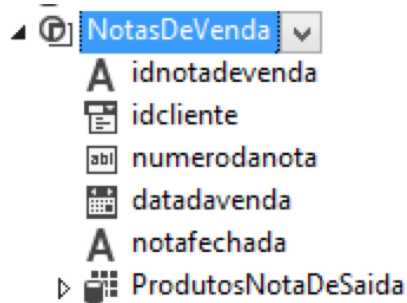 NotasDeVenda
idnotadevenda
idcliente
numerodanota
datadavenda
notafechada
ProdutosNotaDeSaida